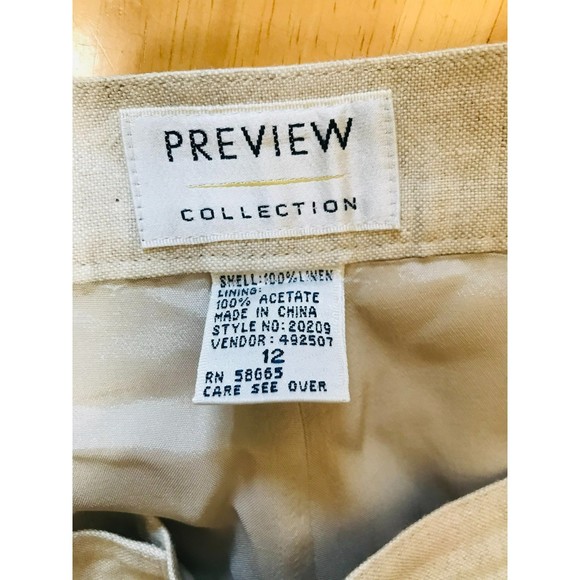 PREVIEW
COLLECTION
SHELL:100%LINEN
LINING:
100% ACETATE
MADE IN CHINA
STYLE NO:20209
VENDOR:492507
12
RN 58665
CARE SEE OVER